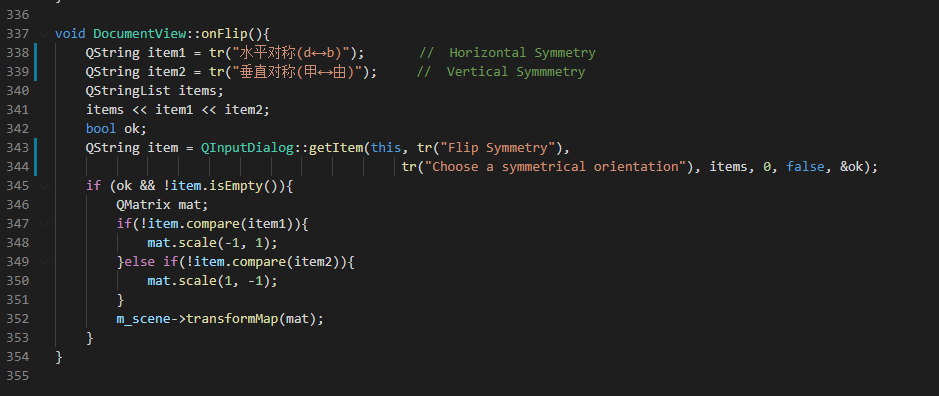 336
337 void DocumentView::onFlip(){
338 QString item1 = tr("水平对称(d↔b)"); // Horizontal Symmetry
339 QString item2 = tr("垂直对称(甲↔由)"); // Vertical Symmmetry
340 QStringList items;
341 items << item1 << item2;
342 bool ok;
343 QString item = QInputDialog::getItem(this, tr("Flip Symmetry"),
344 tr("Choose a symmetrical orientation"), items, 0, false, &ok);
345 if (ok && !item.isEmpty()){
346 QMatrix mat;
347 if(!item.compare(item1)){
348 mat.scale(-1, 1);
349 }else if(!item.compare(item2)){
350 mat.scale(1, -1);
351 }
352 m_scene->transformMap(mat);
353 }
354 }
355